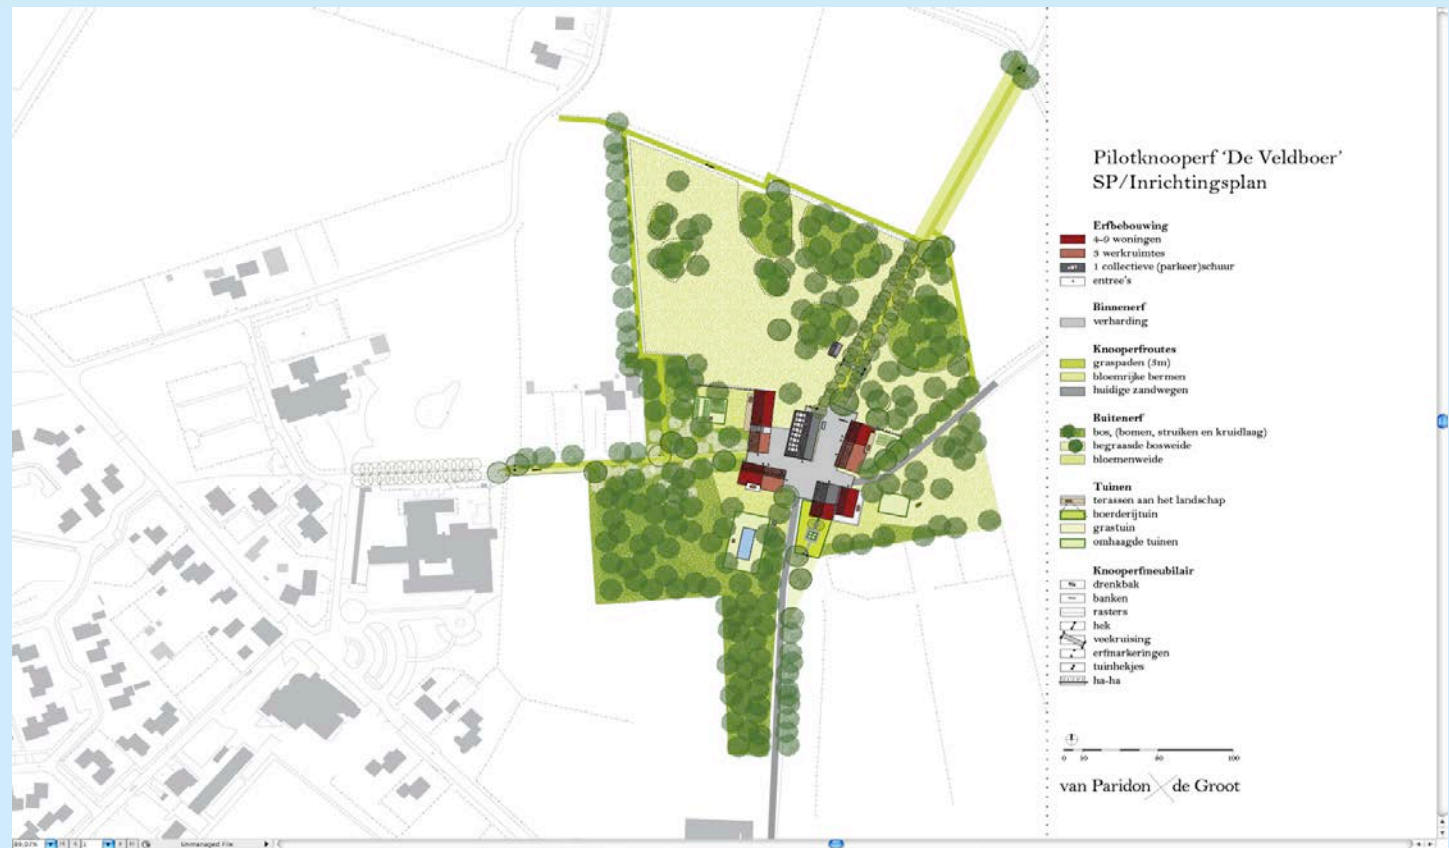 Pilotknooperf 'De Veldboer'
SP/Inrichtingsplan
Erfbebouwing
4-9 woningen
3 werkruimtes
1 collectieve (parkeer)schuur
entree's
Binnenerf
verharding
Knooperfroutes
graspaden (3m)
bloemrijke bermen
huidige zandwegen
Buitenerf
bos, (bomen, struiken en kruidlaag)
begraasde bosweide
bloemenweide
Tuinen
terassen aan het landschap
boerderijtuin
grastuin
omhaagde tuinen
Knooperfmeubilair
drenkbak
banken
rasters
hek
veekruising
erfmarkeringen
tuinhekjes
ha-ha
0 100
van Paridon de Groot
Unmanaged File